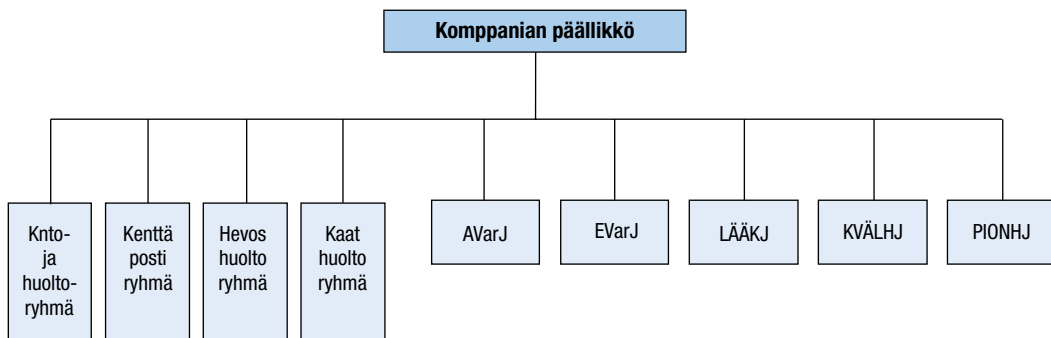 Komppanian päällikkö
Knto-
ja
huolto-
ryhmä
Kenttä
posti
ryhmä
Hevos
huolto
ryhmä
Kaat
huolto
ryhmä
AVarJ
EVarJ
LÄÄKJ
KVÄLHJ
PIONHJ